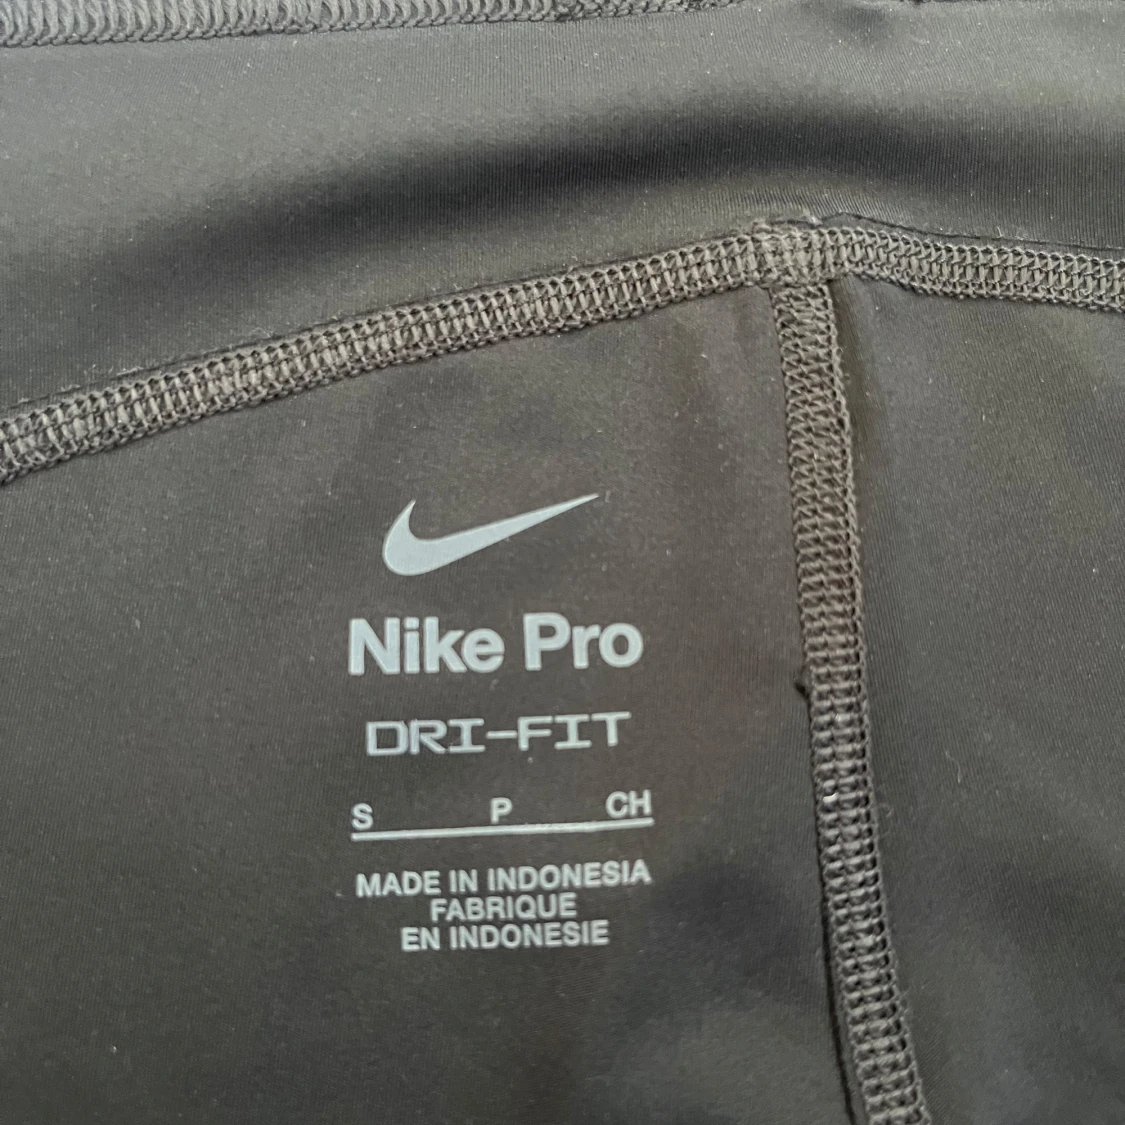 Nike Pro
DRI-FIT
S P CH
MADE IN INDONESIA
FABRIQUE
EN INDONESIE